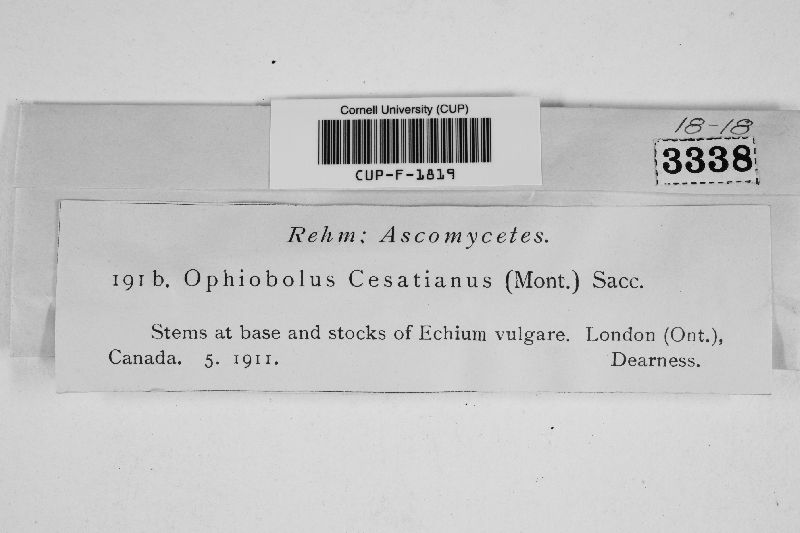 Cornell University (CUP)
CUP-F-1819
18-18
3338
Rehm: Ascomycetes.
191 b. Ophiobolus Cesatianus (Mont.) Sacc.
Stems at base and stocks of Echium vulgare. London (Ont.),
Canada. 5. 1911. Dearness.